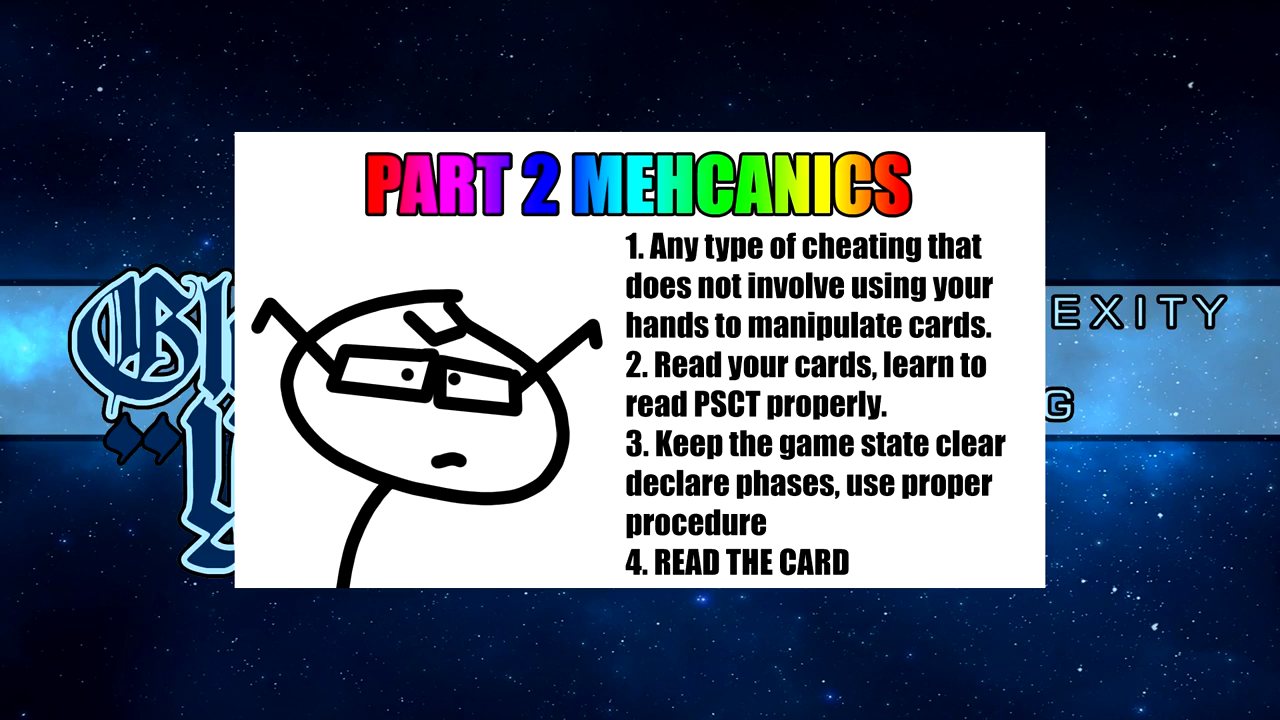 PART 2 MEHCANICS
1. Any type of cheating that
does not involve using your
hands to manipulate cards.
2. Read your cards, learn to
read PSCT properly.
3. Keep the game state clear
declare phases, use proper
procedure
4. READ THE CARD
EXITY
G